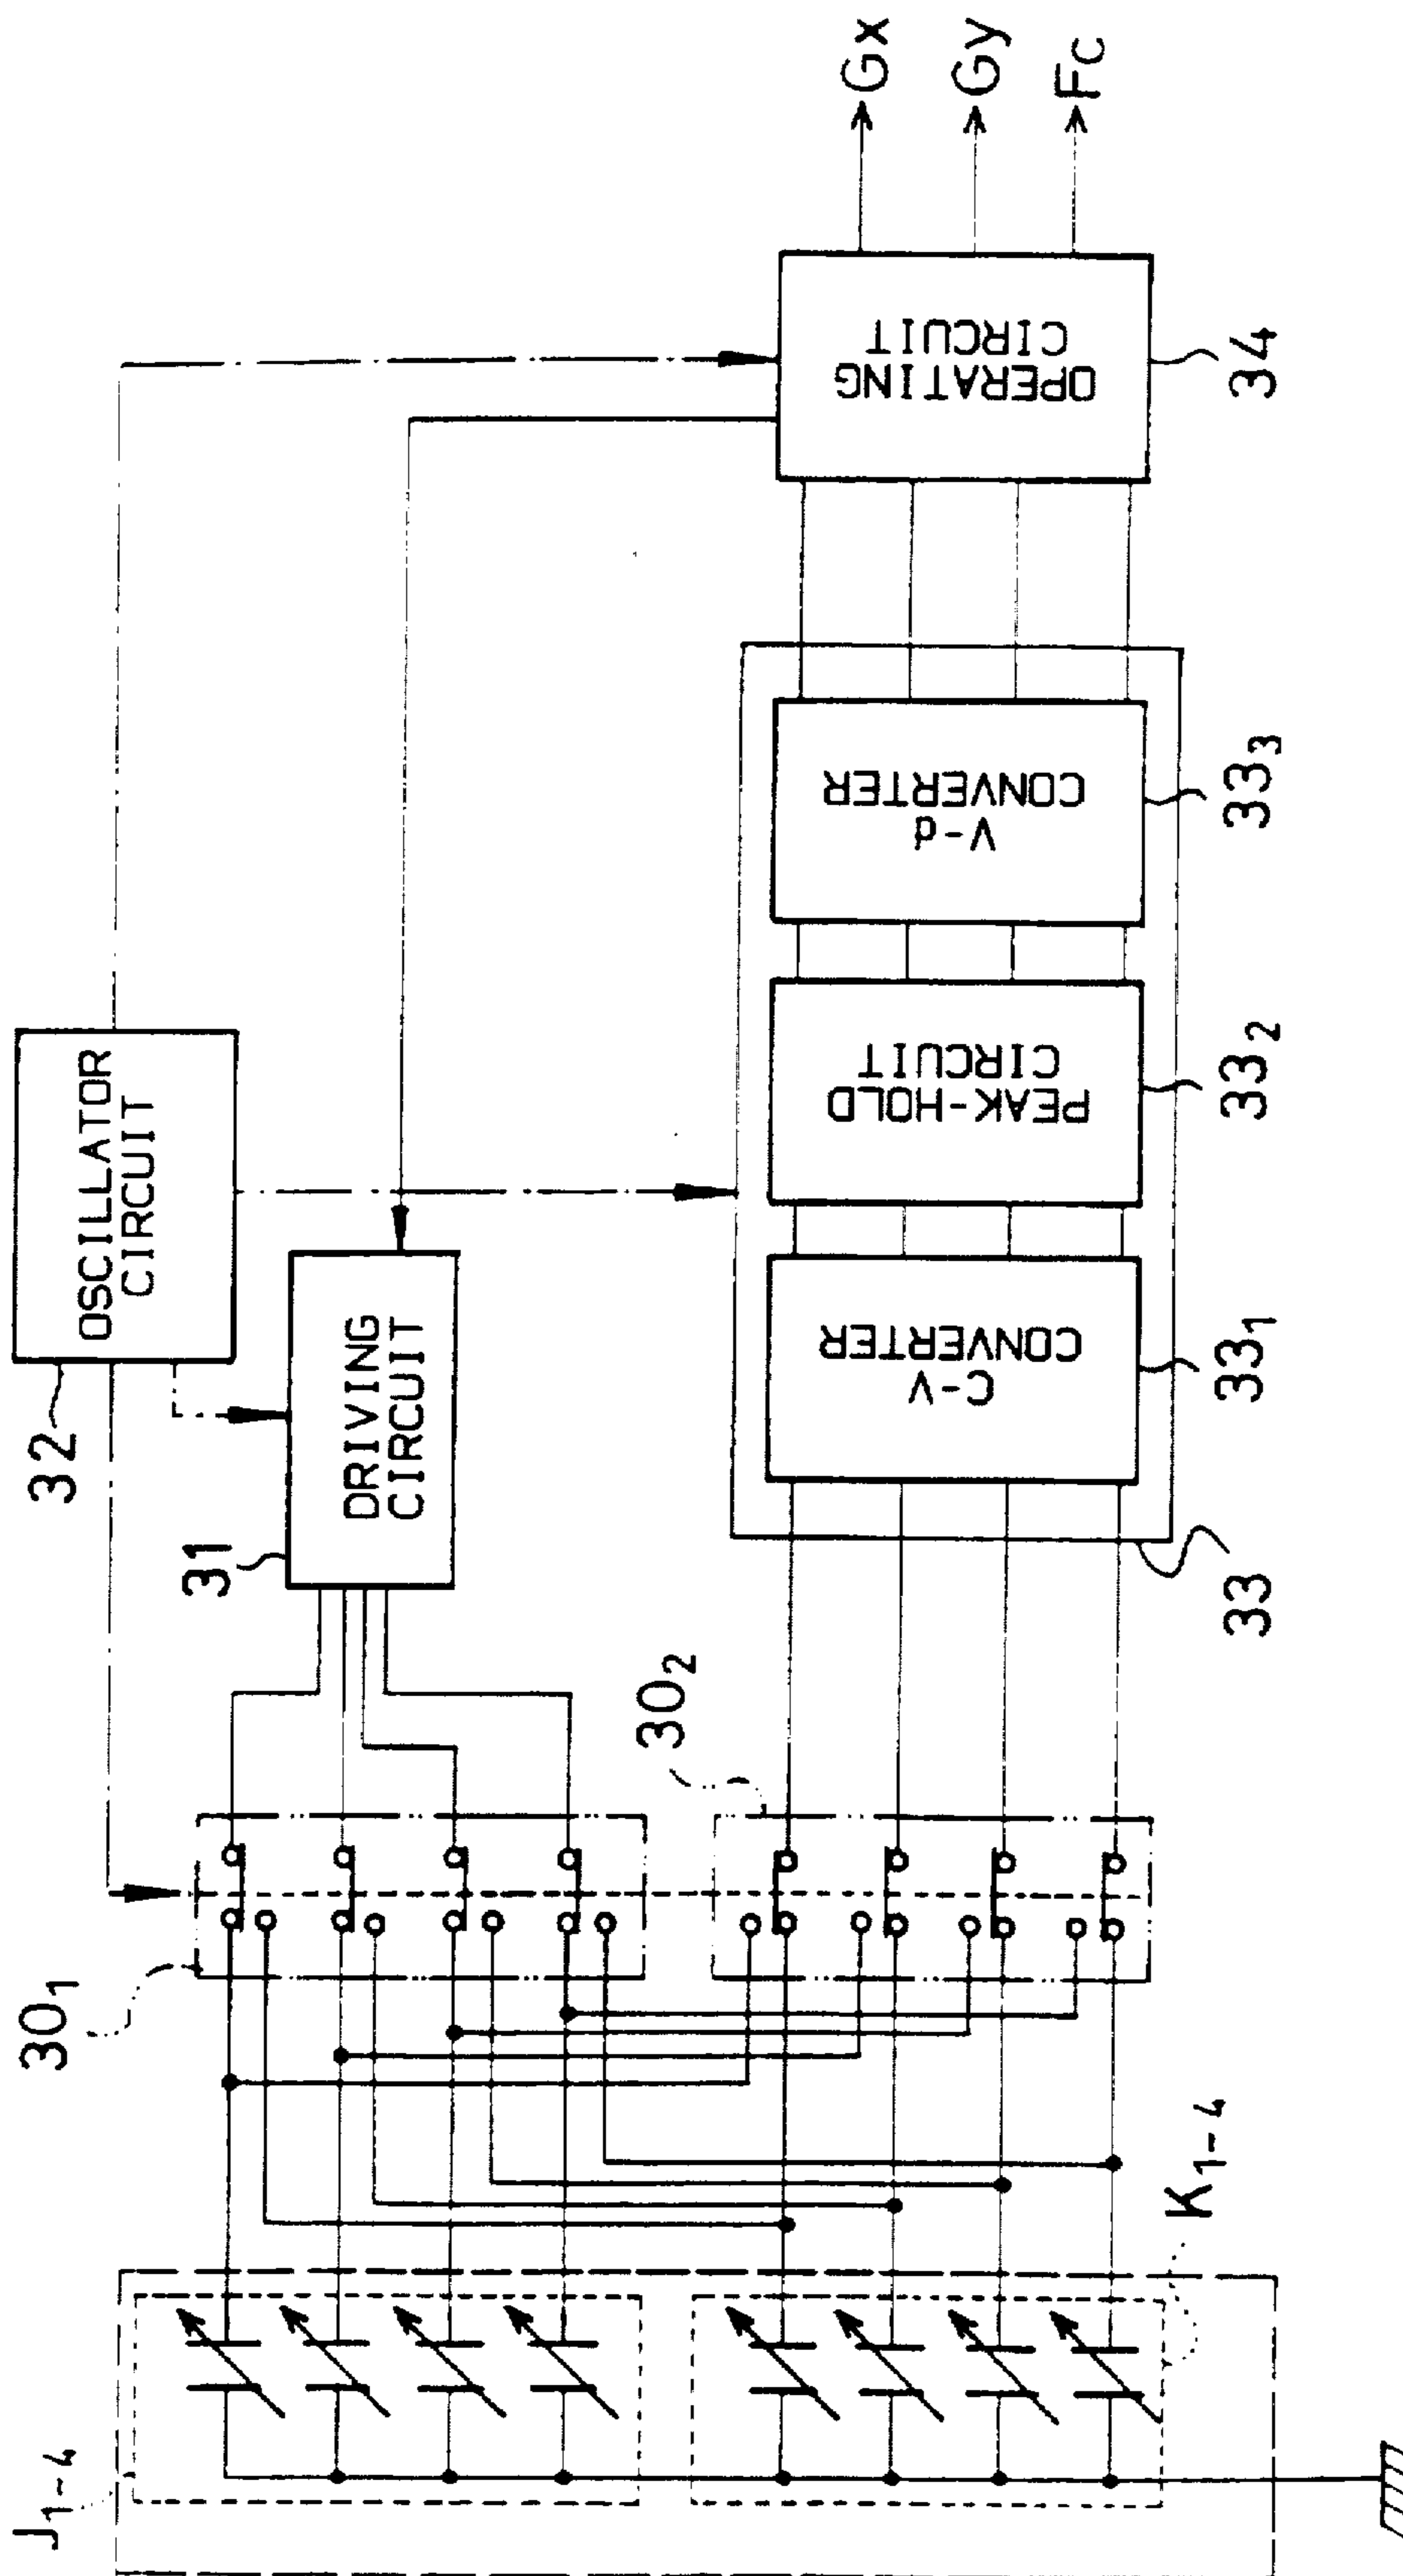 32
OSCILLATOR
CIRCUIT
31
DRIVING
CIRCUIT
J1-4
30₁
30₂
K1-4
33
C-V
CONVERTER
33₁
PEAK-HOLD
CIRCUIT
33₂
V-d
CONVERTER
33₃
OPERATING
CIRCUIT
34
Gx
Gy
Fc